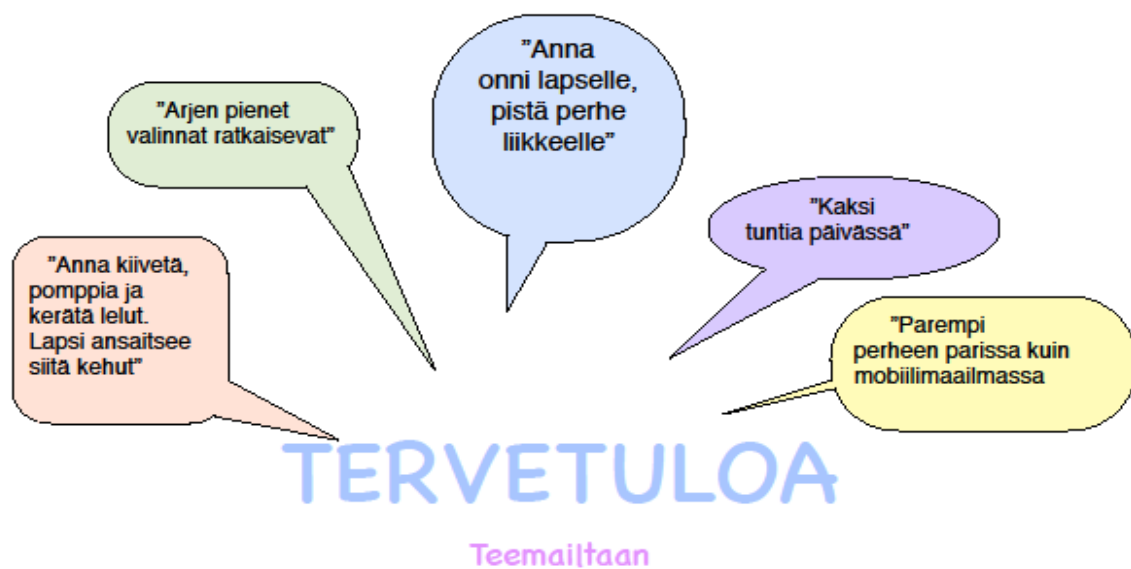 ”Anna
onni lapselle,
pistä perhe
liikkeelle”
”Arjen pienet
valinnat ratkaisevat”
”Kaksi
tuntia päivässä”
”Anna kiivetä,
pomppia ja
kerätä lelut.
Lapsi ansaitsee
siitä kehut”
”Parempi
perheen parissa kuin
mobiilimaailmassa
TERVETULOA
Teemailtaan